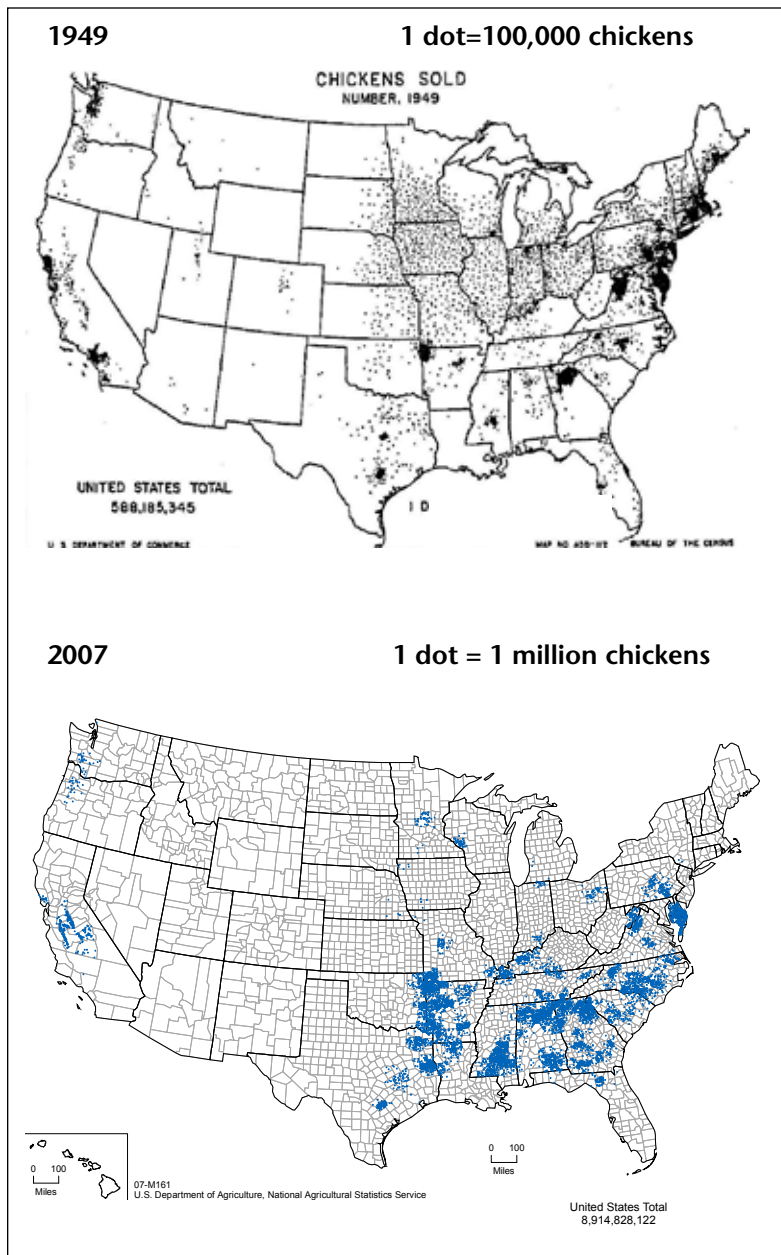 1949 1 dot=100,000 chickens
CHICKENS SOLD
NUMBER, 1949
UNITED STATES TOTAL
588,185,345
1 D
U. S. DEPARTMENT OF COMMERCE
BUREAU OF THE CENSUS
2007 1 dot = 1 million chickens
0 100
Miles
0 100
Miles
07-M161
U.S. Department of Agriculture, National Agricultural Statistics Service
United States Total
8,914,828,122